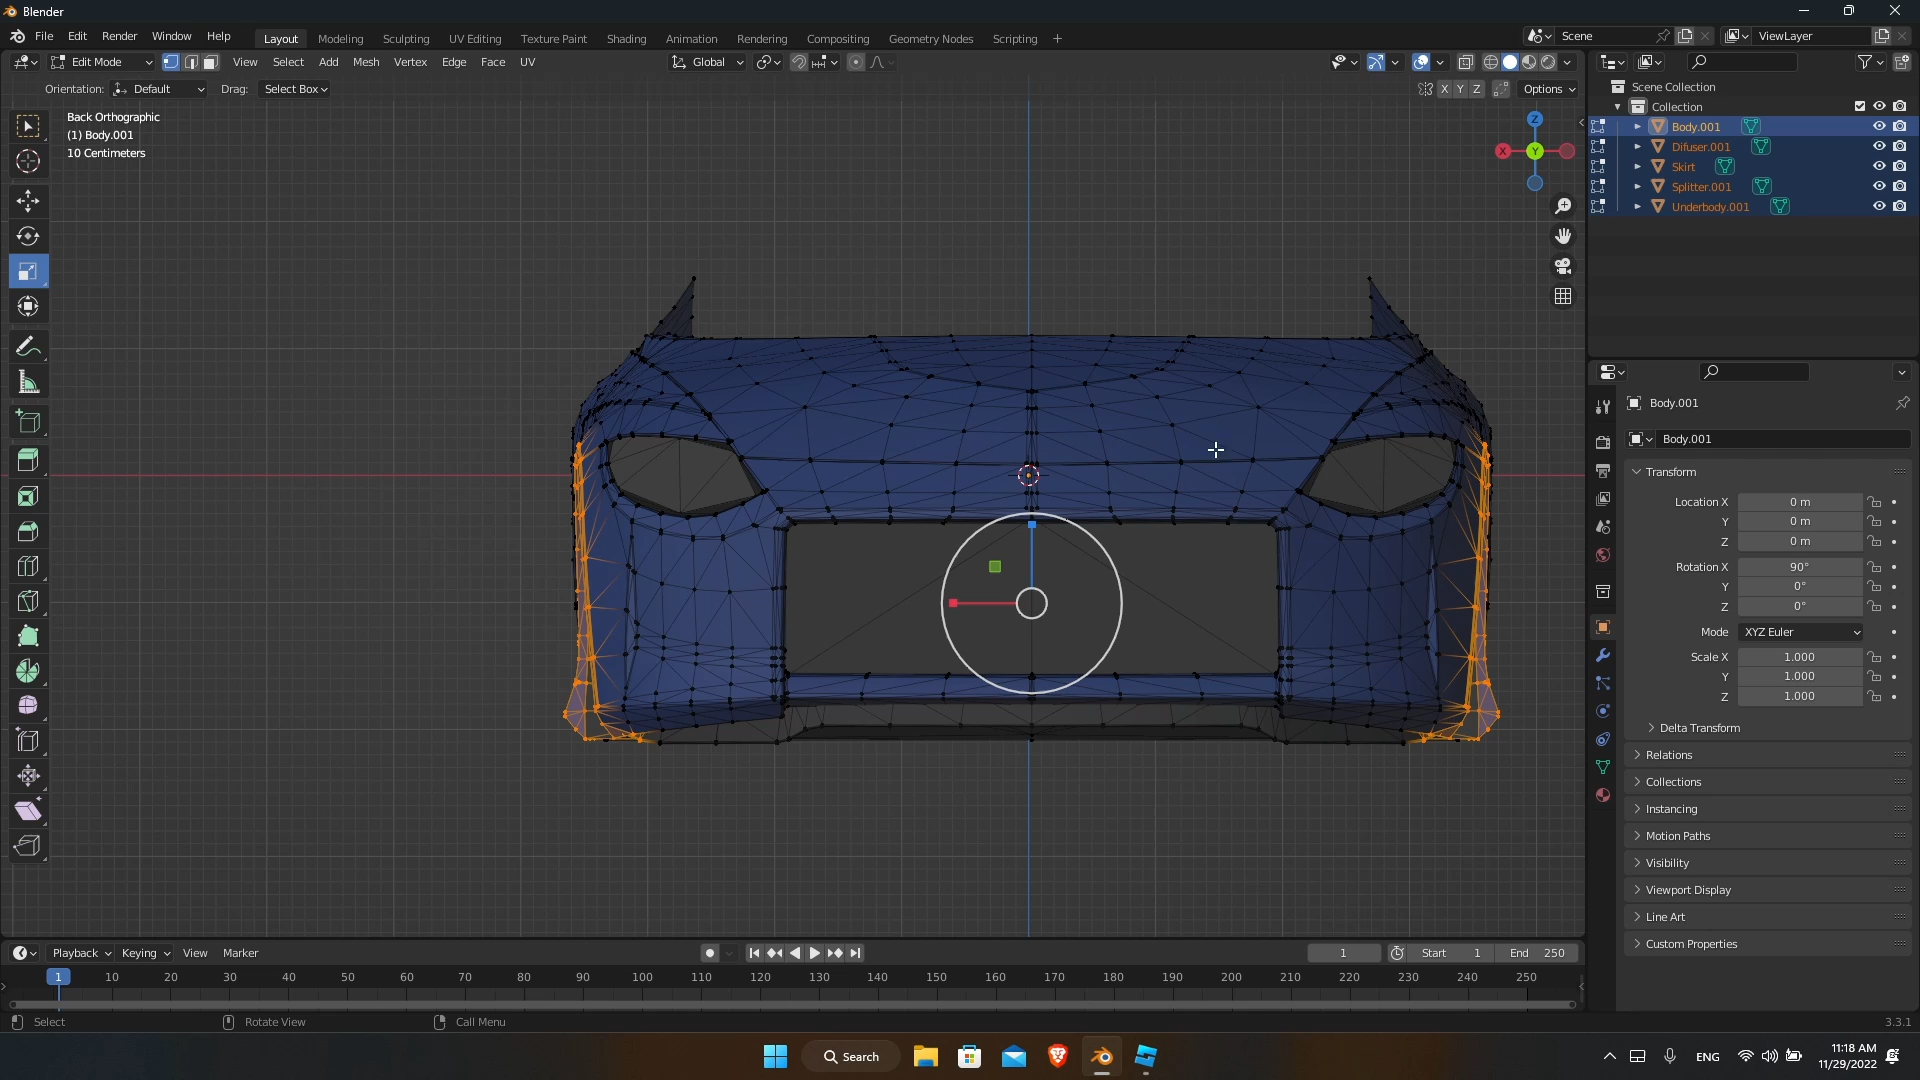 Blender
File Edit Render Window Help Layout Modeling Sculpting UV Editing Texture Paint Shading Animation Rendering Compositing Geometry Nodes Scripting + Scene ViewLayer
Edit Mode View Select Add Mesh Vertex Edge Face UV Global
Orientation: Default Drag: Select Box X Y Z Options
Back Orthographic
(1) Body.001
10 Centimeters
Z
X Y
Scene Collection
Collection
Body.001
Difuser.001
Skirt
Splitter.001
Underbody.001
Body.001
Body.001
Transform
Location X 0 m
Y 0 m
Z 0 m
Rotation X 90°
Y 0°
Z 0°
Mode XYZ Euler
Scale X 1.000
Y 1.000
Z 1.000
Delta Transform
Relations
Collections
Instancing
Motion Paths
Visibility
Viewport Display
Line Art
Custom Properties
Playback Keying View Marker 1 Start 1 End 250
1 10 20 30 40 50 60 70 80 90 100 110 120 130 140 150 160 170 180 190 200 210 220 230 240 250
Select Rotate View Call Menu 3.3.1
Search ENG 11:18 AM
11/29/2022